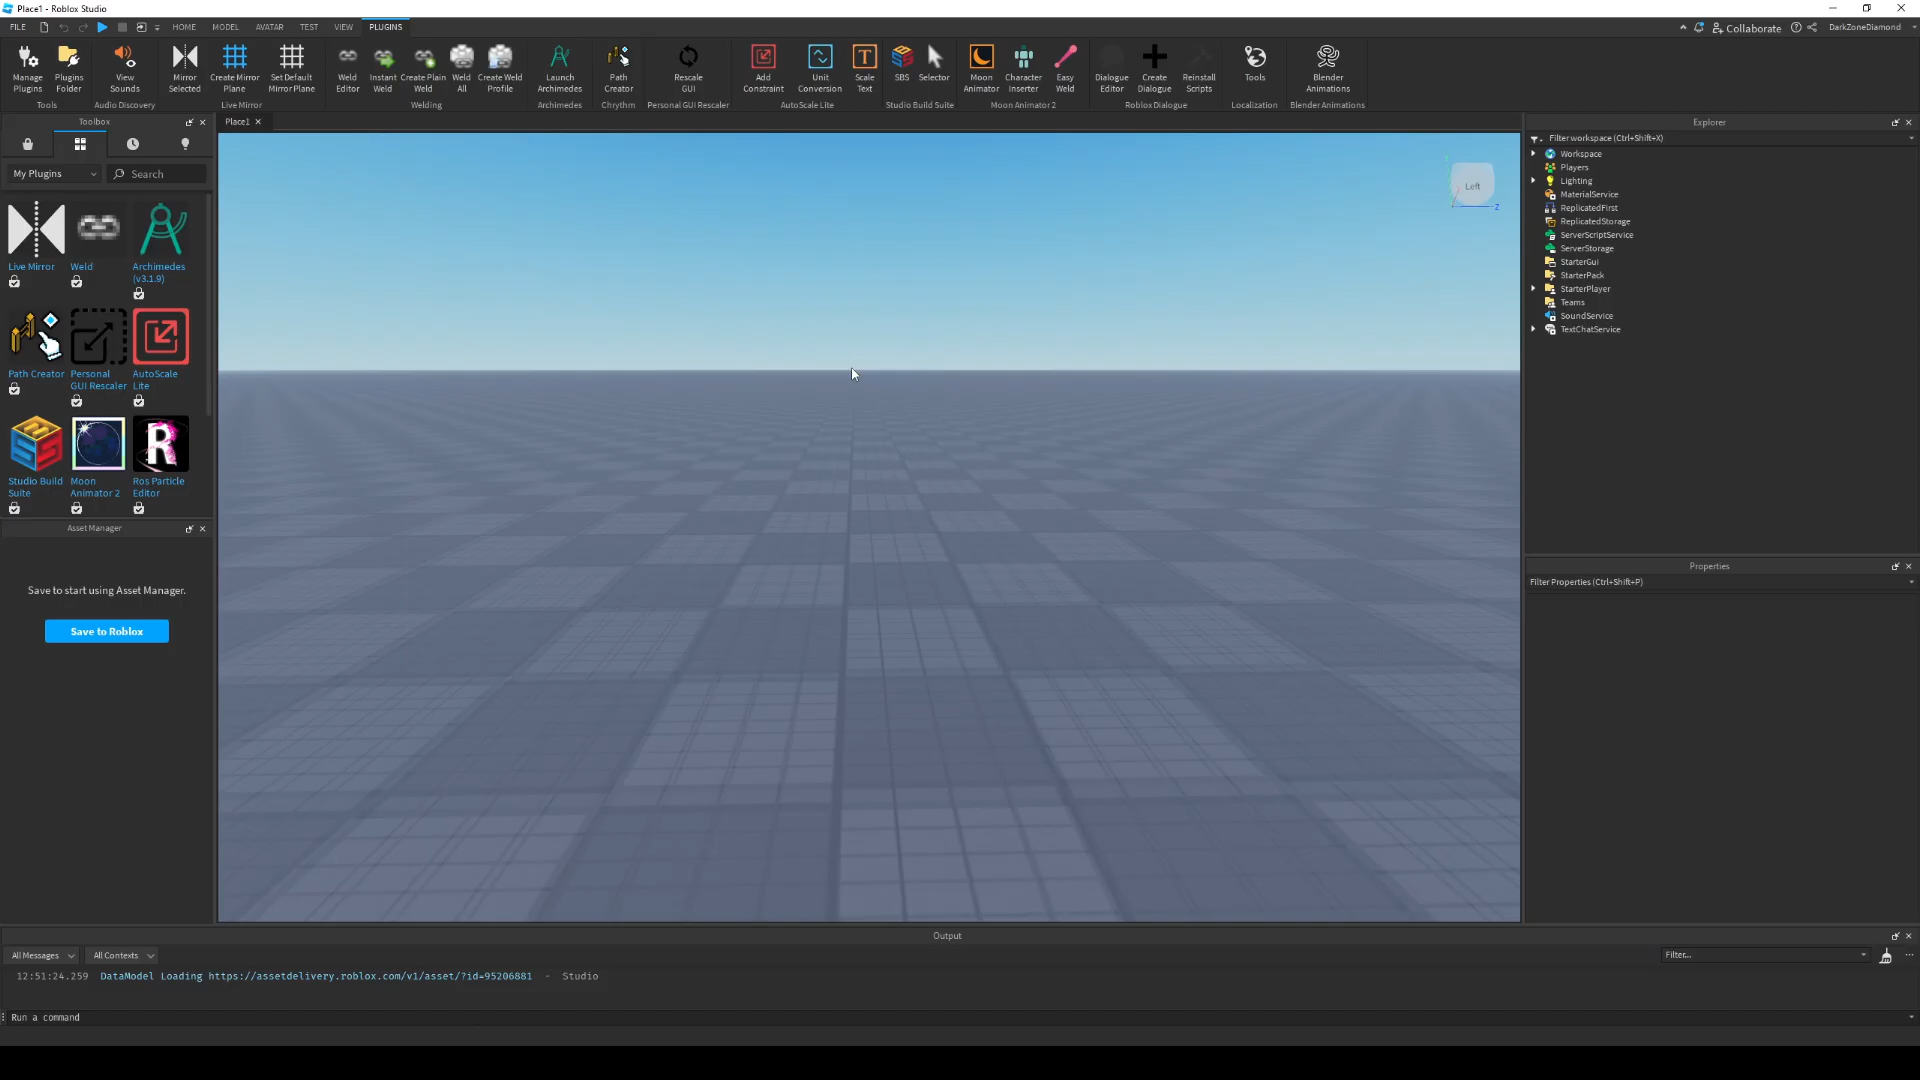 Place1 - Roblox Studio
FILE HOME MODEL AVATAR TEST VIEW PLUGINS Collaborate DarkZoneDiamond
Manage Plugins
Plugins Folder
Tools
View Sounds
Audio Discovery
Mirror Selected
Create Mirror Plane
Set Default Mirror Plane
Live Mirror
Weld Editor
Instant Weld
Create Plain Weld
Weld All
Create Weld Profile
Welding
Launch Archimedes
Archimedes
Path Creator
Chrythm
Rescale GUI
Personal GUI Rescaler
Add Constraint
Unit Conversion
Scale Text
AutoScale Lite
SBS
Selector
Studio Build Suite
Moon Animator
Character Inserter
Easy Weld
Moon Animator 2
Dialogue Editor
Create Dialogue
Reinstall Scripts
Roblox Dialogue
Tools
Localization
Blender Animations
Blender Animations
Toolbox
My Plugins
Search
Live Mirror
Weld
Archimedes
(v3.1.9)
Path Creator
Personal
GUI Rescaler
AutoScale
Lite
Studio Build
Suite
Moon
Animator 2
Ros Particle
Editor
Asset Manager
Save to start using Asset Manager.
Save to Roblox
Place1
Left
Z
Explorer
Filter workspace (Ctrl+Shift+X)
Workspace
Players
Lighting
MaterialService
ReplicatedFirst
ReplicatedStorage
ServerScriptService
ServerStorage
StarterGui
StarterPack
StarterPlayer
Teams
SoundService
TextChatService
Properties
Filter Properties (Ctrl+Shift+P)
Output
All Messages All Contexts Filter...
12:51:24.259 DataModel Loading https://assetdelivery.roblox.com/v1/asset/?id=95206881 - Studio
Run a command